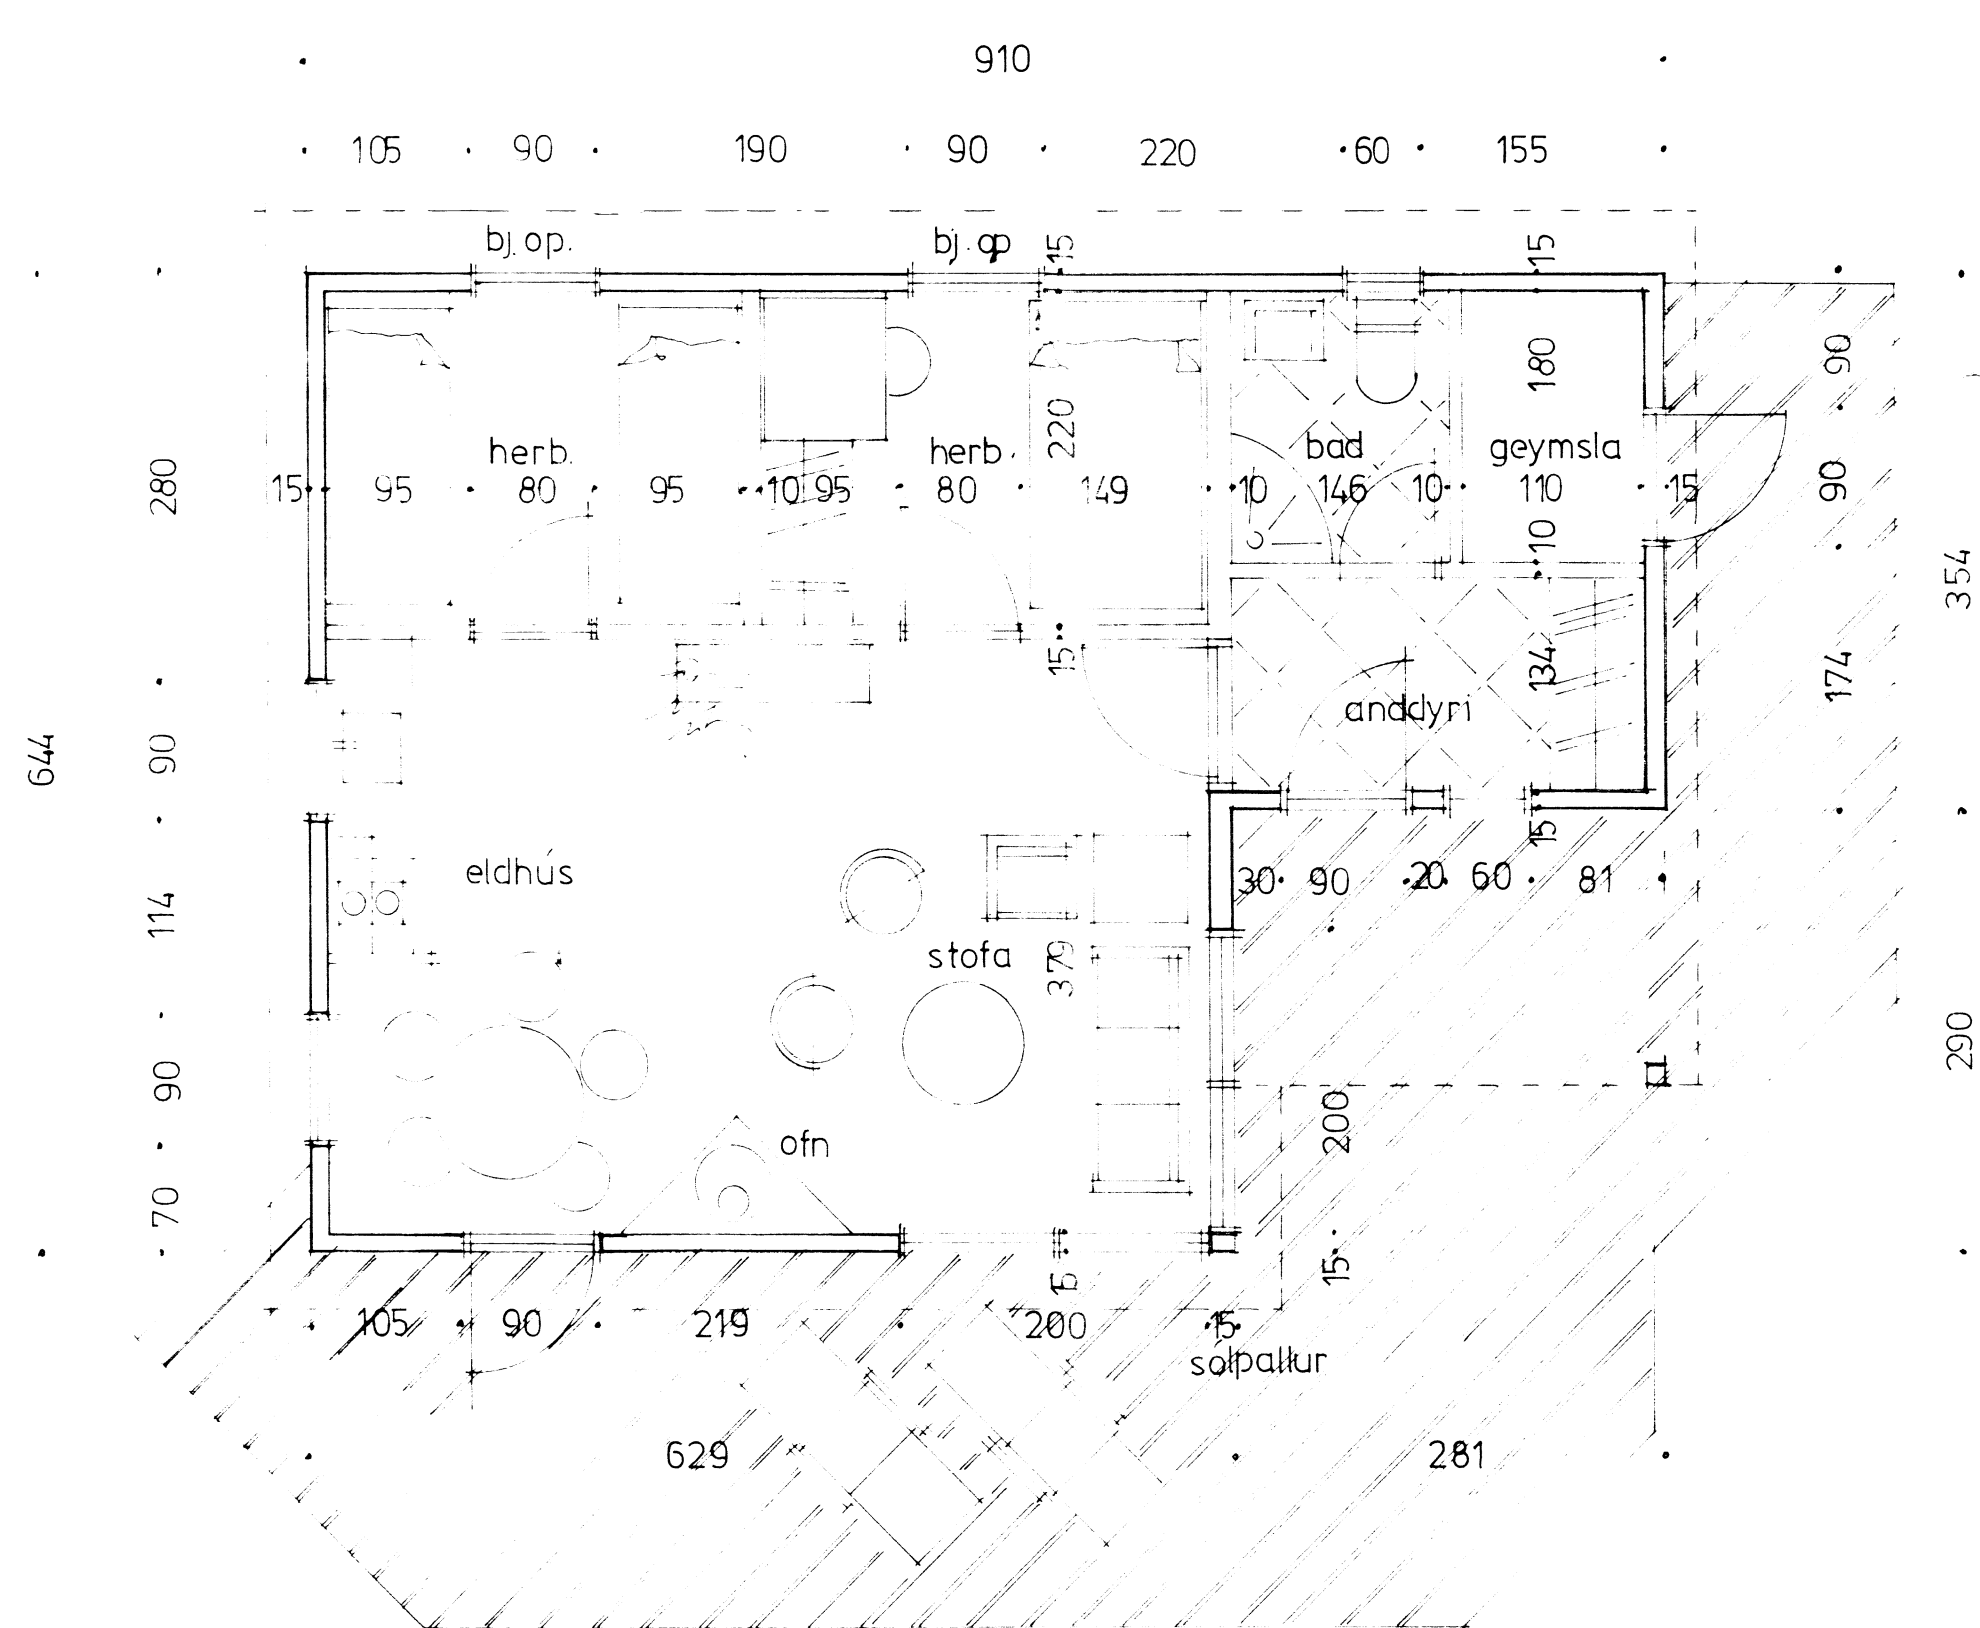 910
105 90 190 90 220 60 155
bj. op. bj. op 15 15
280 90 180
220 90
herb. herb. bad geymsla
15 95 80 95 10 95 80 149 10 146 10 110 15
10
354
15 134 174
anddyri
644 90
15
114 eldhús 30 90 20 60 81
stofa 379
90 290
200
ofn
70
15 15
105 90 219 200 15
sólpallur
629 281